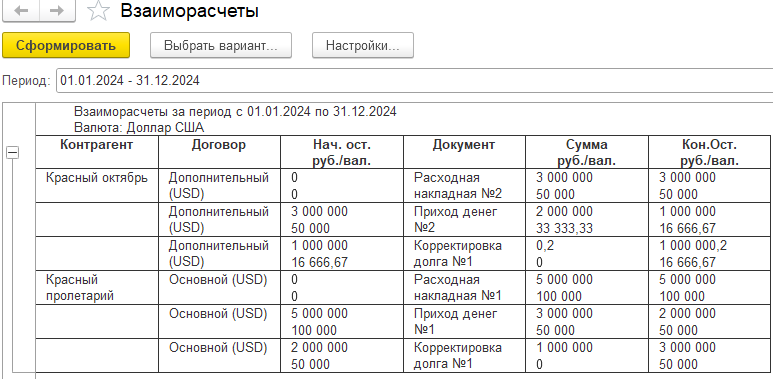 Взаиморасчеты
Сформировать Выбрать вариант... Настройки...
Период: 01.01.2024 - 31.12.2024
Взаиморасчеты за период с 01.01.2024 по 31.12.2024
Валюта: Доллар США
Контрагент Договор Нач. ост. Документ Сумма Кон.Ост.
руб./вал. руб./вал. руб./вал.
Красный октябрь Дополнительный 0 Расходная 3 000 000 3 000 000
(USD) 0 накладная №2 50 000 50 000
Дополнительный 3 000 000 Приход денег 2 000 000 1 000 000
(USD) 50 000 №2 33 333,33 16 666,67
Дополнительный 1 000 000 Корректировка 0,2 1 000 000,2
(USD) 16 666,67 долга №1 0 16 666,67
Красный Основной (USD) 0 Расходная 5 000 000 5 000 000
пролетарий 0 накладная №1 100 000 100 000
Основной (USD) 5 000 000 Приход денег 3 000 000 2 000 000
100 000 №1 50 000 50 000
Основной (USD) 2 000 000 Корректировка 1 000 000 3 000 000
50 000 долга №1 0 50 000